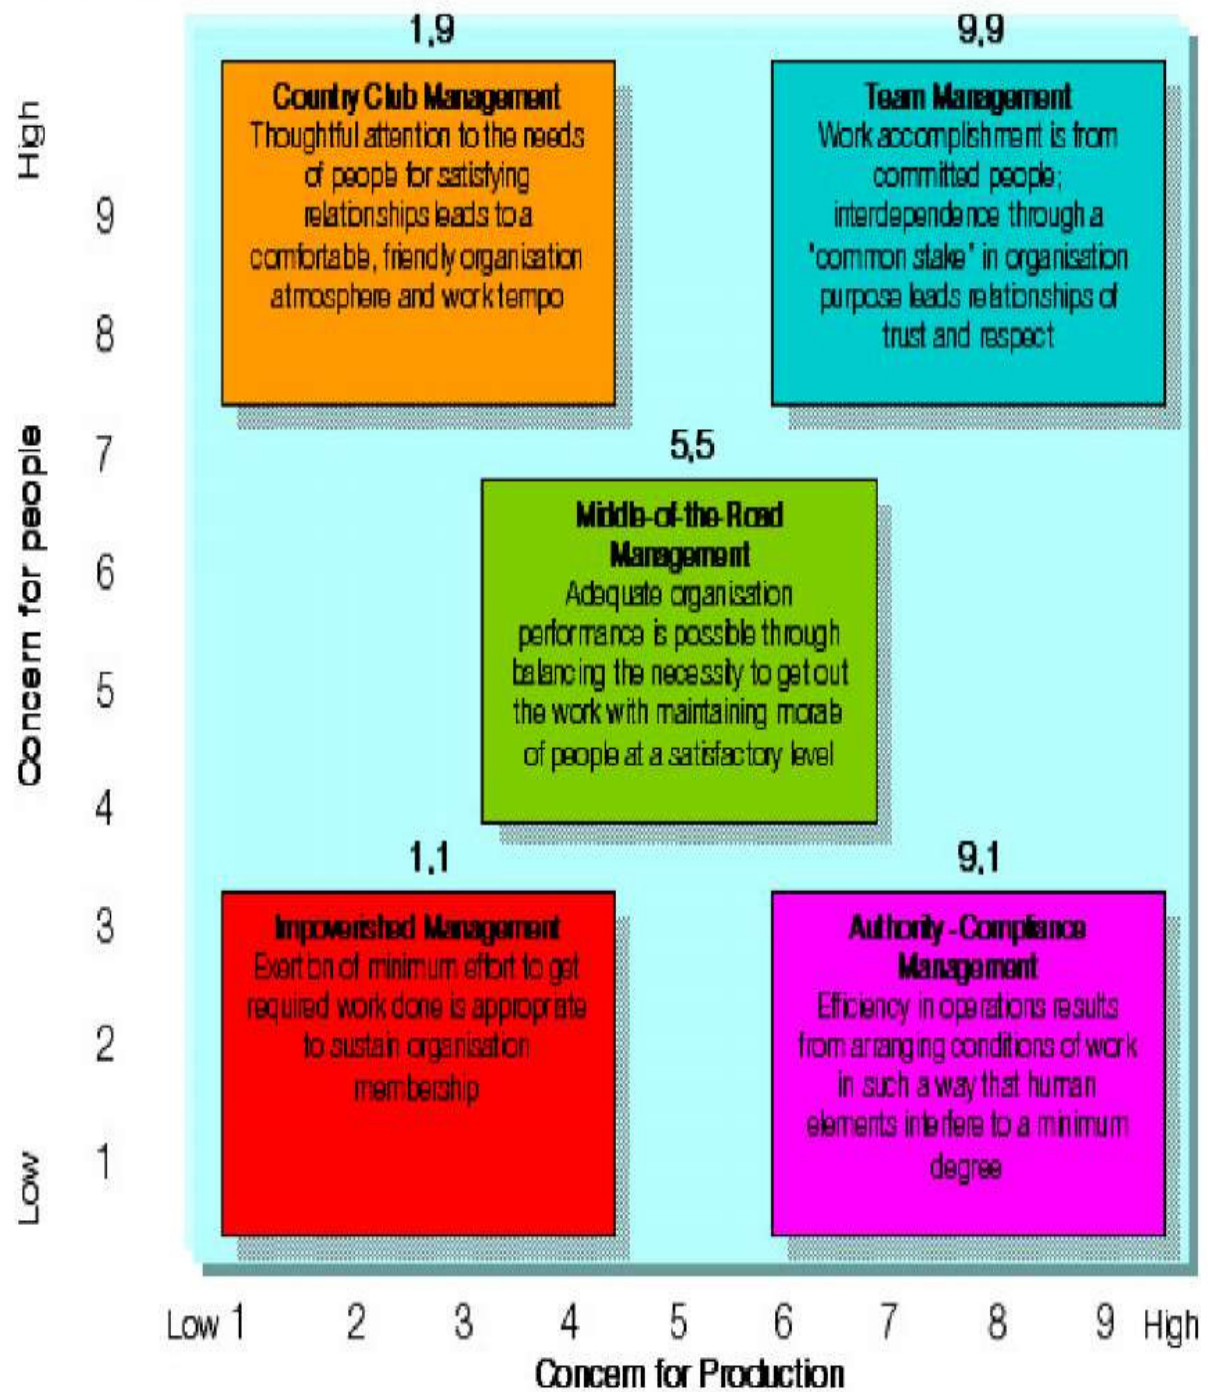 1,9
Country Club Management
Thoughtful attention to the needs
of people for satisfying
relationships leads to a
comfortable, friendly organisation
atmosphere and work tempo
9,9
Team Management
Work accomplishment is from
committed people;
interdependence through a
"common stake" in organisation
purpose leads relationships of
trust and respect
5,5
Middle-of-the-Road
Management
Adequate organisation
performance is possible through
balancing the necessity to get out
the work with maintaining morale
of people at a satisfactory level
1,1
Impoverished Management
Exertion of minimum effort to get
required work done is appropriate
to sustain organisation
membership
9,1
Authority-Compliance
Management
Efficiency in operations results
from arranging conditions of work
in such a way that human
elements interfere to a minimum
degree
High
9
8
7
6
5
4
3
2
1
Low
Concern for people
Low 1 2 3 4 5 6 7 8 9 High
Concern for Production